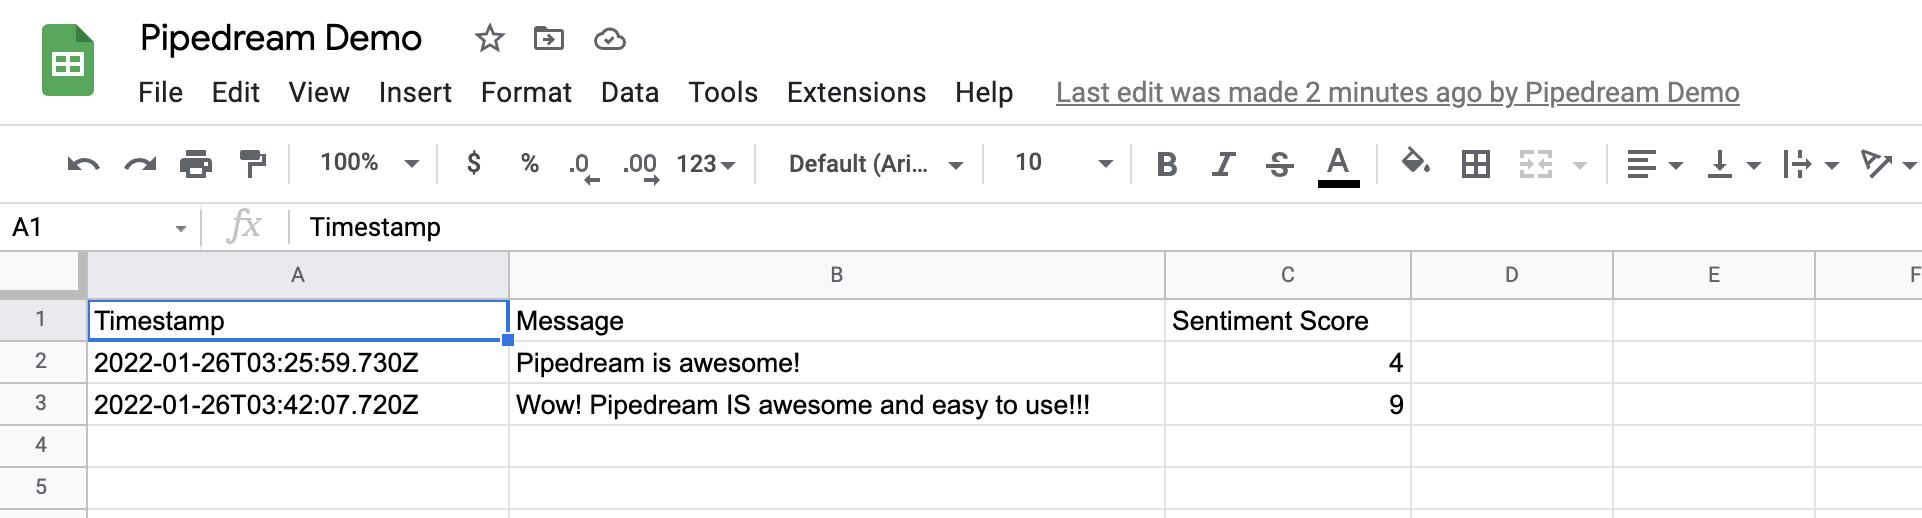 Pipedream Demo
File Edit View Insert Format Data Tools Extensions Help Last edit was made 2 minutes ago by Pipedream Demo
100% $ % .0 .00 123 Default (Ari... 10 B I S A
A1 fx Timestamp
A B C D E F
1 Timestamp Message Sentiment Score
2 2022-01-26T03:25:59.730Z Pipedream is awesome! 4
3 2022-01-26T03:42:07.720Z Wow! Pipedream IS awesome and easy to use!!! 9
4
5